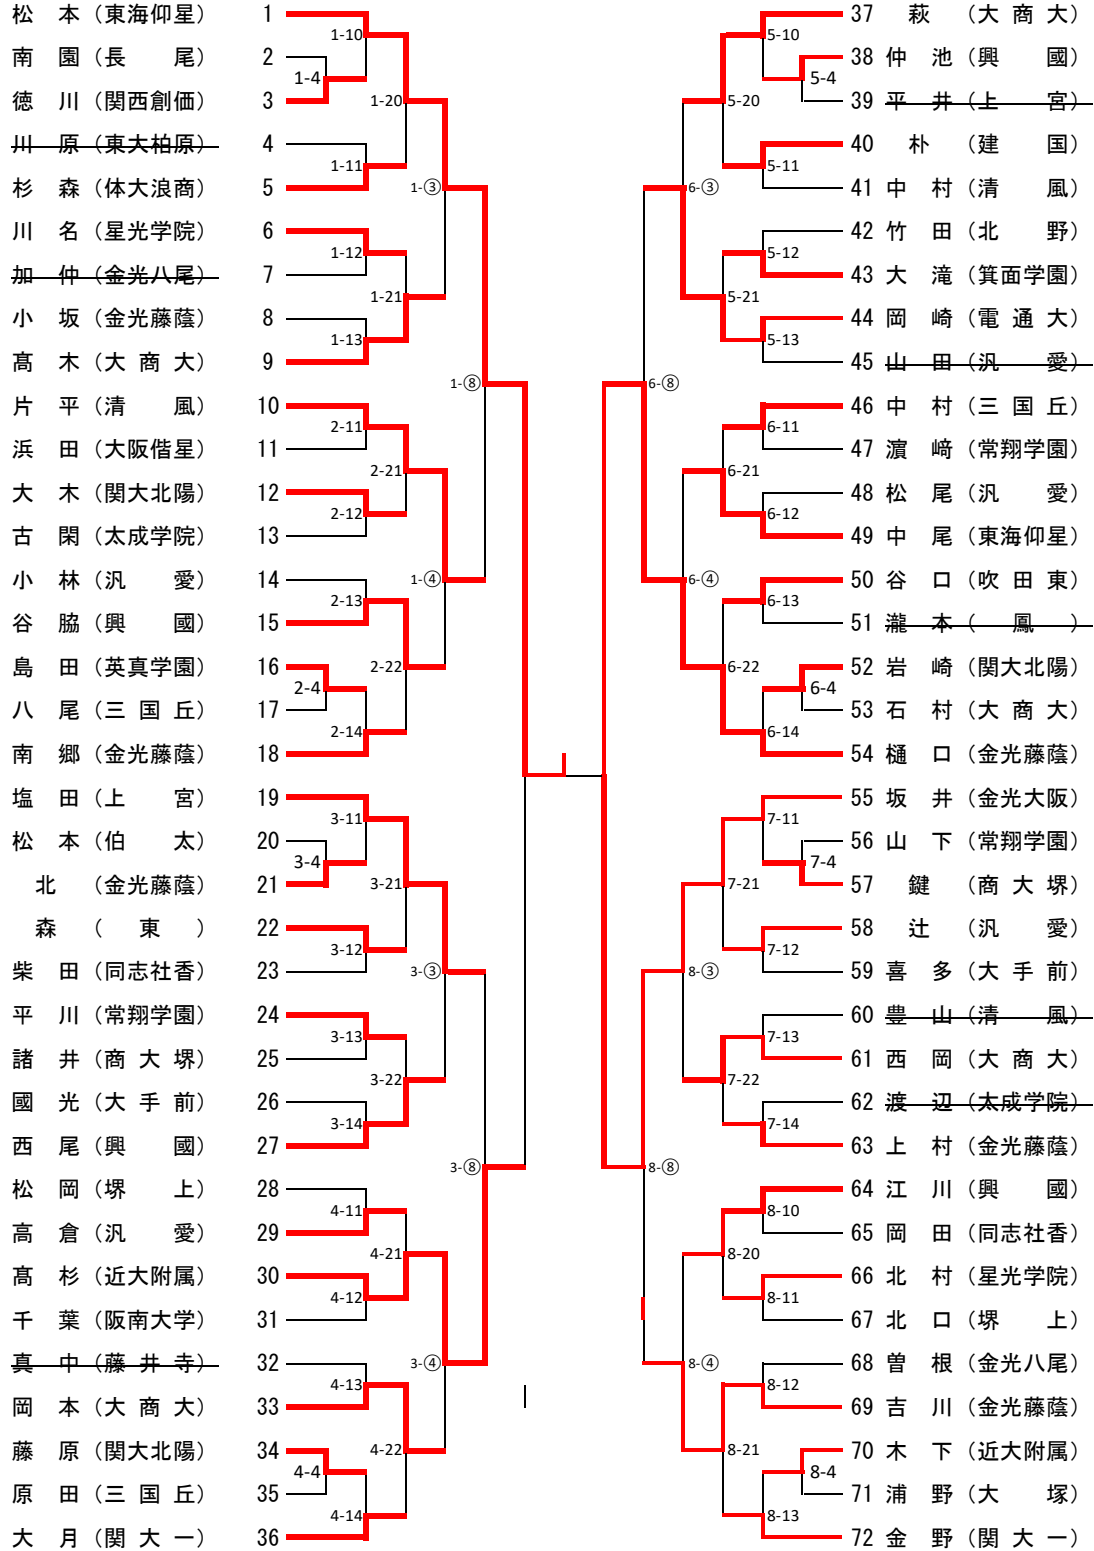 松 本 (東海仰星) 1
南 園 (長 尾) 2
徳 川 (関西創価) 3
川 原 (東大柏原) 4
杉 森 (体大浪商) 5
川 名 (星光学院) 6
加 仲 (金光八尾) 7
小 坂 (金光藤蔭) 8
髙 木 (大 商 大) 9
片 平 (清 風) 10
浜 田 (大阪偕星) 11
大 木 (関大北陽) 12
古 閑 (太成学院) 13
小 林 (汎 愛) 14
谷 脇 (興 國) 15
島 田 (英真学園) 16
八 尾 (三 国 丘) 17
南 郷 (金光藤蔭) 18
塩 田 (上 宮) 19
松 本 (伯 太) 20
北 (金光藤蔭) 21
森 ( 東 ) 22
柴 田 (同志社香) 23
平 川 (常翔学園) 24
諸 井 (商 大 堺) 25
國 光 (大 手 前) 26
西 尾 (興 國) 27
松 岡 (堺 上) 28
高 倉 (汎 愛) 29
髙 杉 (近大附属) 30
千 葉 (阪南大学) 31
真 中 (藤 井 寺) 32
岡 本 (大 商 大) 33
藤 原 (関大北陽) 34
原 田 (三 国 丘) 35
大 月 (関 大 一) 36
1-10
1-4
1-20
1-11
1-③
1-12
1-21
1-13
1-⑧
2-11
2-21
2-12
1-④
2-13
2-22
2-4
2-14
3-11
3-4
3-21
3-12
3-③
3-13
3-22
3-14
3-⑧
4-11
4-21
4-12
3-④
4-13
4-22
4-4
4-14
5-10
5-4
5-20
5-11
6-③
5-12
5-21
5-13
6-⑧
6-11
6-21
6-12
6-④
6-13
6-22
6-4
6-14
7-11
7-4
7-21
7-12
8-③
7-13
7-22
7-14
8-⑧
8-10
8-20
8-11
8-④
8-12
8-21
8-4
8-13
37 萩 (大 商 大)
38 仲 池 (興 國)
39 平 井 (上 宮)
40 朴 (建 国)
41 中 村 (清 風)
42 竹 田 (北 野)
43 大 滝 (箕面学園)
44 岡 崎 (電 通 大)
45 山 田 (汎 愛)
46 中 村 (三 国 丘)
47 濵 﨑 (常翔学園)
48 松 尾 (汎 愛)
49 中 尾 (東海仰星)
50 谷 口 (吹 田 東)
51 瀧 本 ( 鳳 )
52 岩 崎 (関大北陽)
53 石 村 (大 商 大)
54 樋 口 (金光藤蔭)
55 坂 井 (金光大阪)
56 山 下 (常翔学園)
57 鍵 (商 大 堺)
58 辻 (汎 愛)
59 喜 多 (大 手 前)
60 豊 山 (清 風)
61 西 岡 (大 商 大)
62 渡 辺 (太成学院)
63 上 村 (金光藤蔭)
64 江 川 (興 國)
65 岡 田 (同志社香)
66 北 村 (星光学院)
67 北 口 (堺 上)
68 曽 根 (金光八尾)
69 吉 川 (金光藤蔭)
70 木 下 (近大附属)
71 浦 野 (大 塚)
72 金 野 (関 大 一)